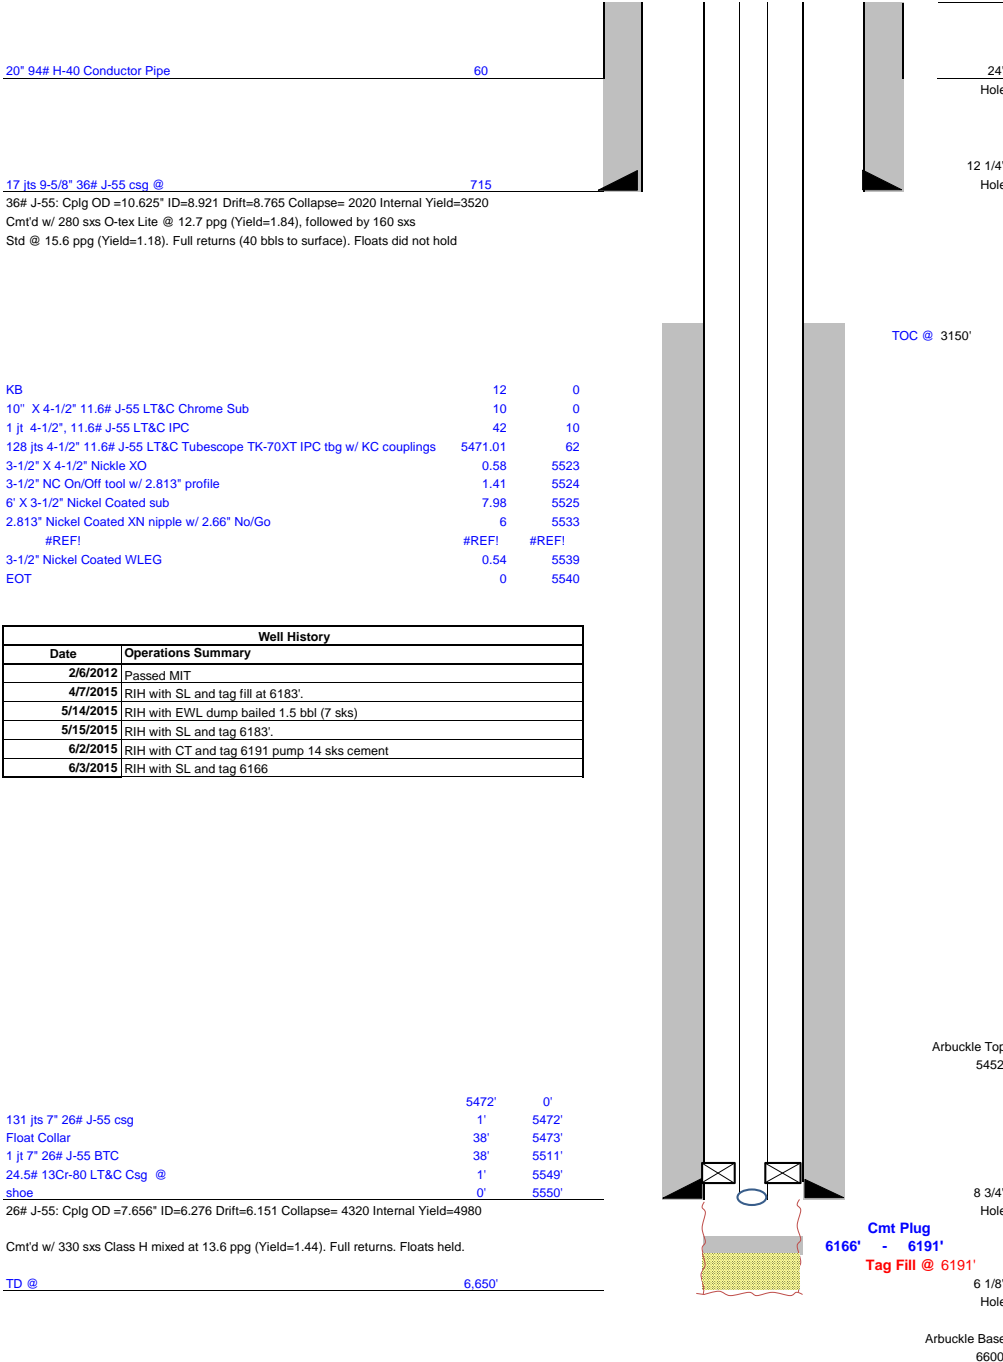 20" 94# H-40 Conductor Pipe 60 24'
Hole
12 1/4'
17 jts 9-5/8" 36# J-55 csg @ 715 Hole
36# J-55: Cplg OD =10.625" ID=8.921 Drift=8.765 Collapse= 2020 Internal Yield=3520
Cmt'd w/ 280 sxs O-tex Lite @ 12.7 ppg (Yield=1.84), followed by 160 sxs
Std @ 15.6 ppg (Yield=1.18). Full returns (40 bbls to surface). Floats did not hold
TOC @ 3150'
KB 12 0
10" X 4-1/2" 11.6# J-55 LT&C Chrome Sub 10 0
1 jt 4-1/2", 11.6# J-55 LT&C IPC 42 10
128 jts 4-1/2" 11.6# J-55 LT&C Tubescope TK-70XT IPC tbg w/ KC couplings 5471.01 62
3-1/2" X 4-1/2" Nickle XO 0.58 5523
3-1/2" NC On/Off tool w/ 2.813" profile 1.41 5524
6' X 3-1/2" Nickel Coated sub 7.98 5525
2.813" Nickel Coated XN nipple w/ 2.66" No/Go 6 5533
#REF! #REF! #REF!
3-1/2" Nickel Coated WLEG 0.54 5539
EOT 0 5540
Well History
Date Operations Summary
2/6/2012 Passed MIT
4/7/2015 RIH with SL and tag fill at 6183'.
5/14/2015 RIH with EWL dump bailed 1.5 bbl (7 sks)
5/15/2015 RIH with SL and tag 6183'.
6/2/2015 RIH with CT and tag 6191 pump 14 sks cement
6/3/2015 RIH with SL and tag 6166
Arbuckle Top
5452
5472' 0'
131 jts 7" 26# J-55 csg 1' 5472'
Float Collar 38' 5473'
1 jt 7" 26# J-55 BTC 38' 5511'
24.5# 13Cr-80 LT&C Csg @ 1' 5549'
shoe 0' 5550' 8 3/4'
26# J-55: Cplg OD =7.656" ID=6.276 Drift=6.151 Collapse= 4320 Internal Yield=4980 Hole
Cmt Plug
Cmt'd w/ 330 sxs Class H mixed at 13.6 ppg (Yield=1.44). Full returns. Floats held. 6166' - 6191'
Tag Fill @ 6191'
TD @ 6,650' 6 1/8'
Hole
Arbuckle Base
6600